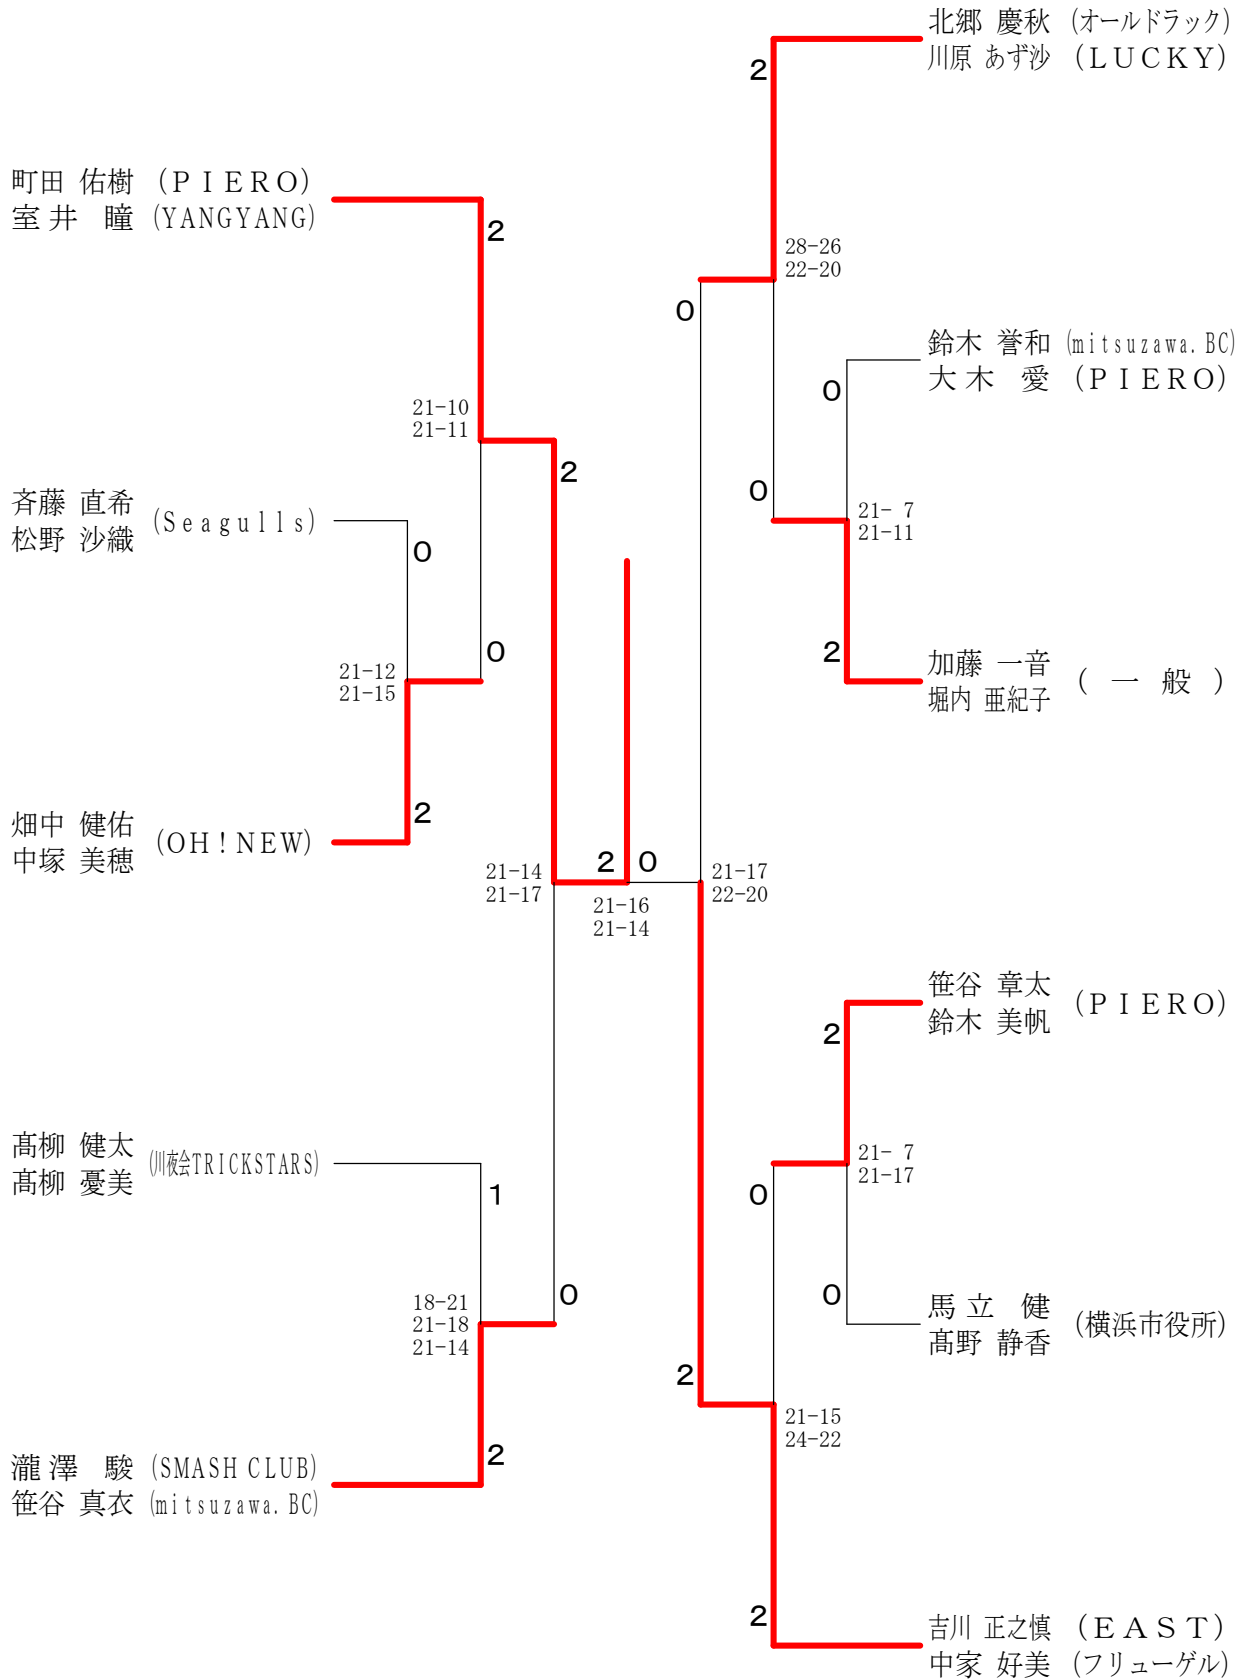 北郷 慶秋 (オールドラック)
川原 あず沙 (LUCKY)
2
町田 佑樹 (PIERO)
室井 瞳 (YANGYANG)
2
28-26
22-20
0
鈴木 誉和 (mitsuzawa.BC)
大木 愛 (PIERO)
0
21-10
21-11
2
斉藤 直希
松野 沙織
(Seagulls)
0
0
21- 7
21-11
21-12
21-15
0
2
加藤 一音
堀内 亜紀子
(一般)
畑中 健佑
中塚 美穂
(OH!NEW)
2
21-14
21-17
2
0
21-16
21-14
21-17
22-20
笹谷 章太
鈴木 美帆
(PIERO)
2
髙柳 健太
髙柳 憂美
(川夜会TRICKSTARS)
1
21- 7
21-17
0
18-21
21-18
21-14
0
0
馬立 健
髙野 静香
(横浜市役所)
2
21-15
24-22
瀧澤 駿 (SMASH CLUB)
笹谷 真衣 (mitsuzawa.BC)
2
2
吉川 正之慎 (EAST)
中家 好美 (フリューゲル)